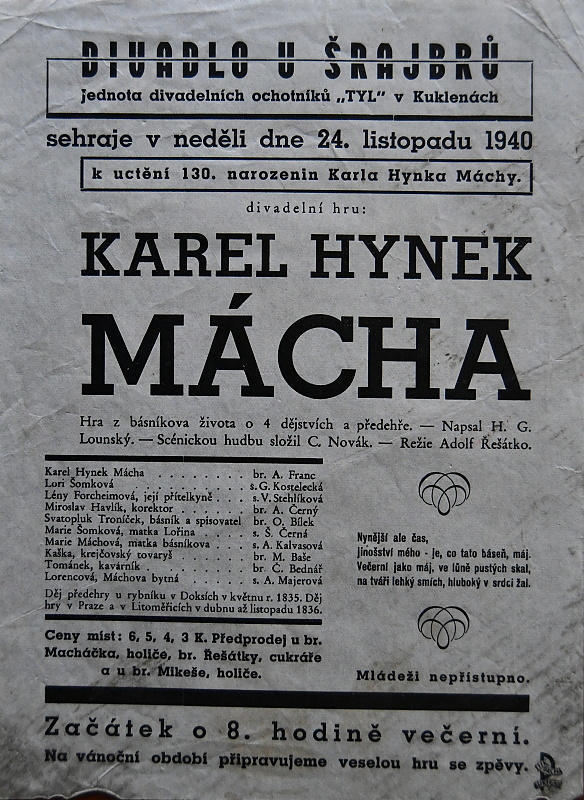 DIVADLO U ŠRAJBRŮ
Jednota divadelních ochotníků „TYL" v Kuklenách
sehraje v neděli dne 24. listopadu 1940
k uctění 130. narozenin Karla Hynka Máchy.
divadelní hru:
KAREL HYNEK
MÁCHA
Hra z básníkova života o 4 dějstvích a předehře. — Napsal H. G.
Lounský. — Scénickou hudbu složil C. Novák. — Režie Adolf Řešátko.
Karel Hynek Mácha . . . . . . . . . br. A. Franc
Lori Šomková . . . . . . . . . . s. G. Kostelecká
Lény Forcheimová, její přítelkyně . . . s. V. Stehlíková
Miroslav Havlík, korektor . . . . . . . br. A. Černý
Svatopluk Troníček, básník a spisovatel br. O. Bílek
Marie Šomková, matka Lořina . . . . s. Š. Černá
Marie Máchová, matka básníkova . . . s. A. Kalvasová
Kaška, krejčovský tovaryš . . . . . . br. M. Baše
Tománek, kavárník . . . . . . . . br. Č. Bednář
Lorencová, Máchova bytná . . . . . s. A. Majerová
Děj předehry u rybníku v Doksích v květnu r. 1835. Děj
hry v Praze a v Litoměřicích v dubnu až listopadu 1836.
Nynější ale čas,
jinošství mého - je, co tato báseň, máj.
Večerní jako máj, ve lůně pustých skal,
na tváři lehký smích, hluboký v srdci žal.
Ceny míst: 6, 5, 4, 3 K. Předprodej u br.
Macháčka, holiče, br. Řešátky, cukráře
a u br. Mikeše, holiče.
Mládeži nepřístupno.
Začátek o 8. hodině večerní.
Na vánoční období připravujeme veselou hru se zpěvy.